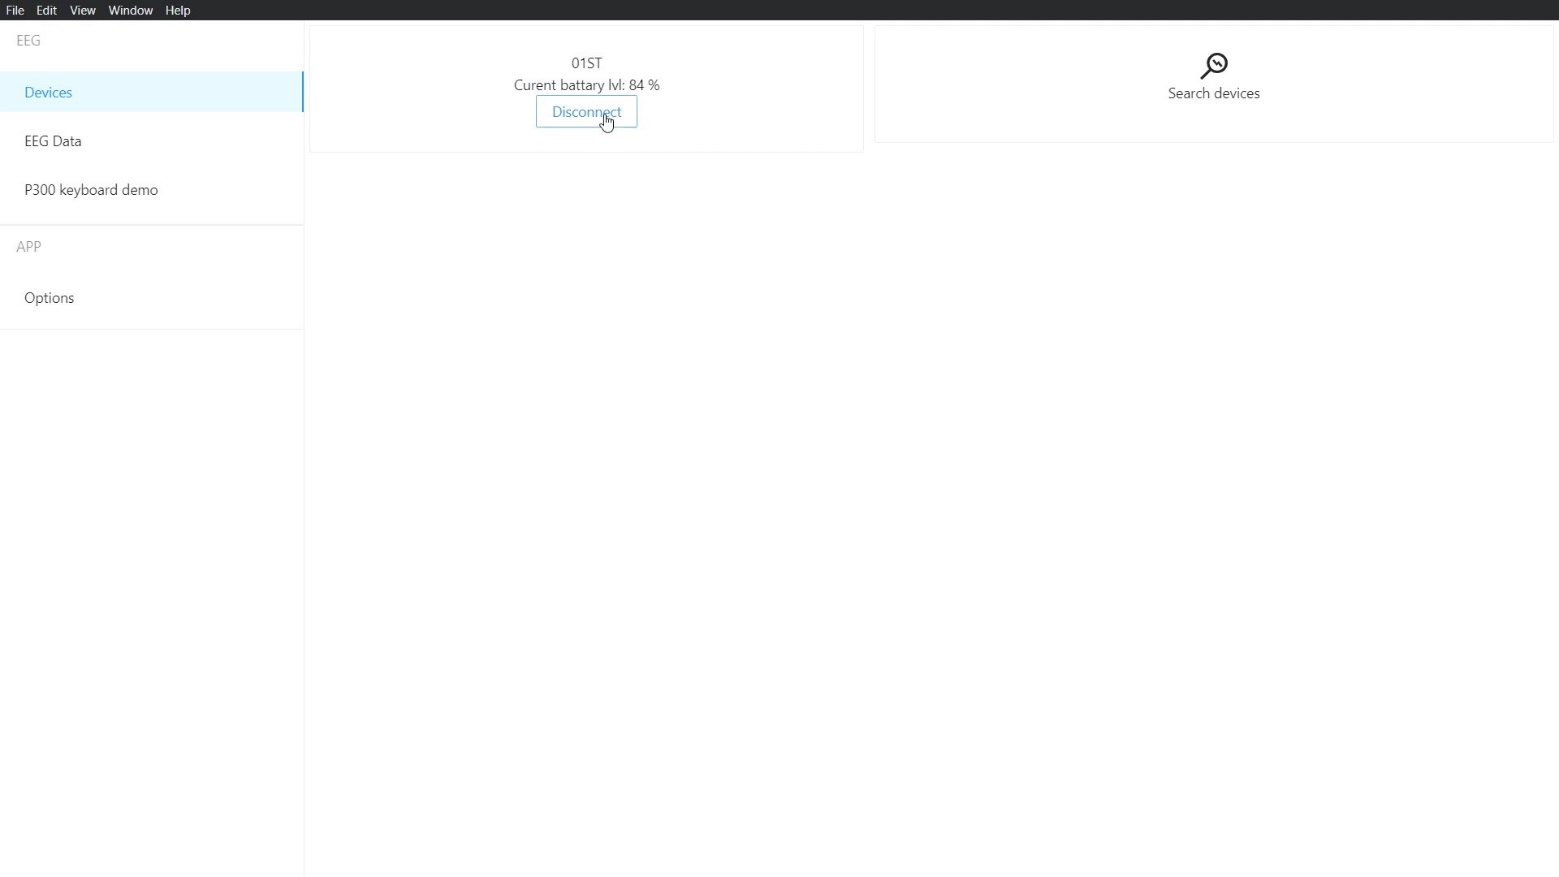 File Edit View Window Help
EEG
Devices
EEG Data
P300 keyboard demo
APP
Options
01ST
Curent battary lvl: 84 %
Disconnect
Search devices